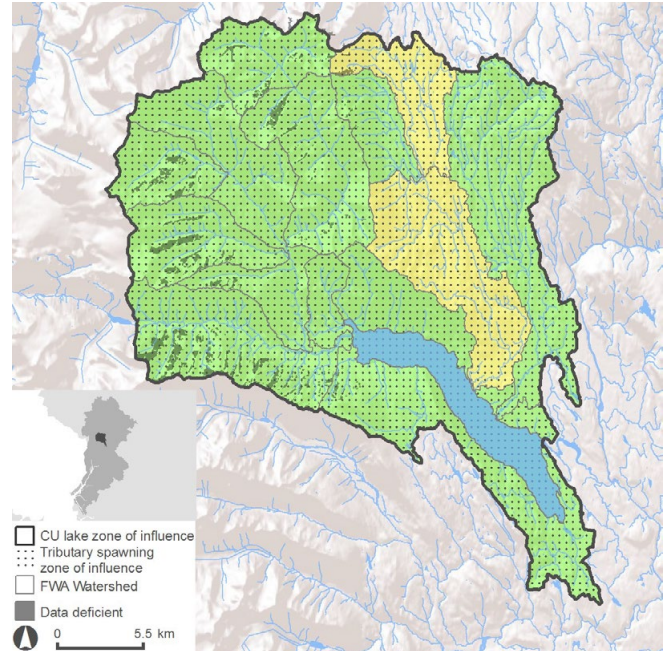 CU lake zone of influence
Tributary spawning
zone of influence
FWA Watershed
Data deficient
0 5.5 km